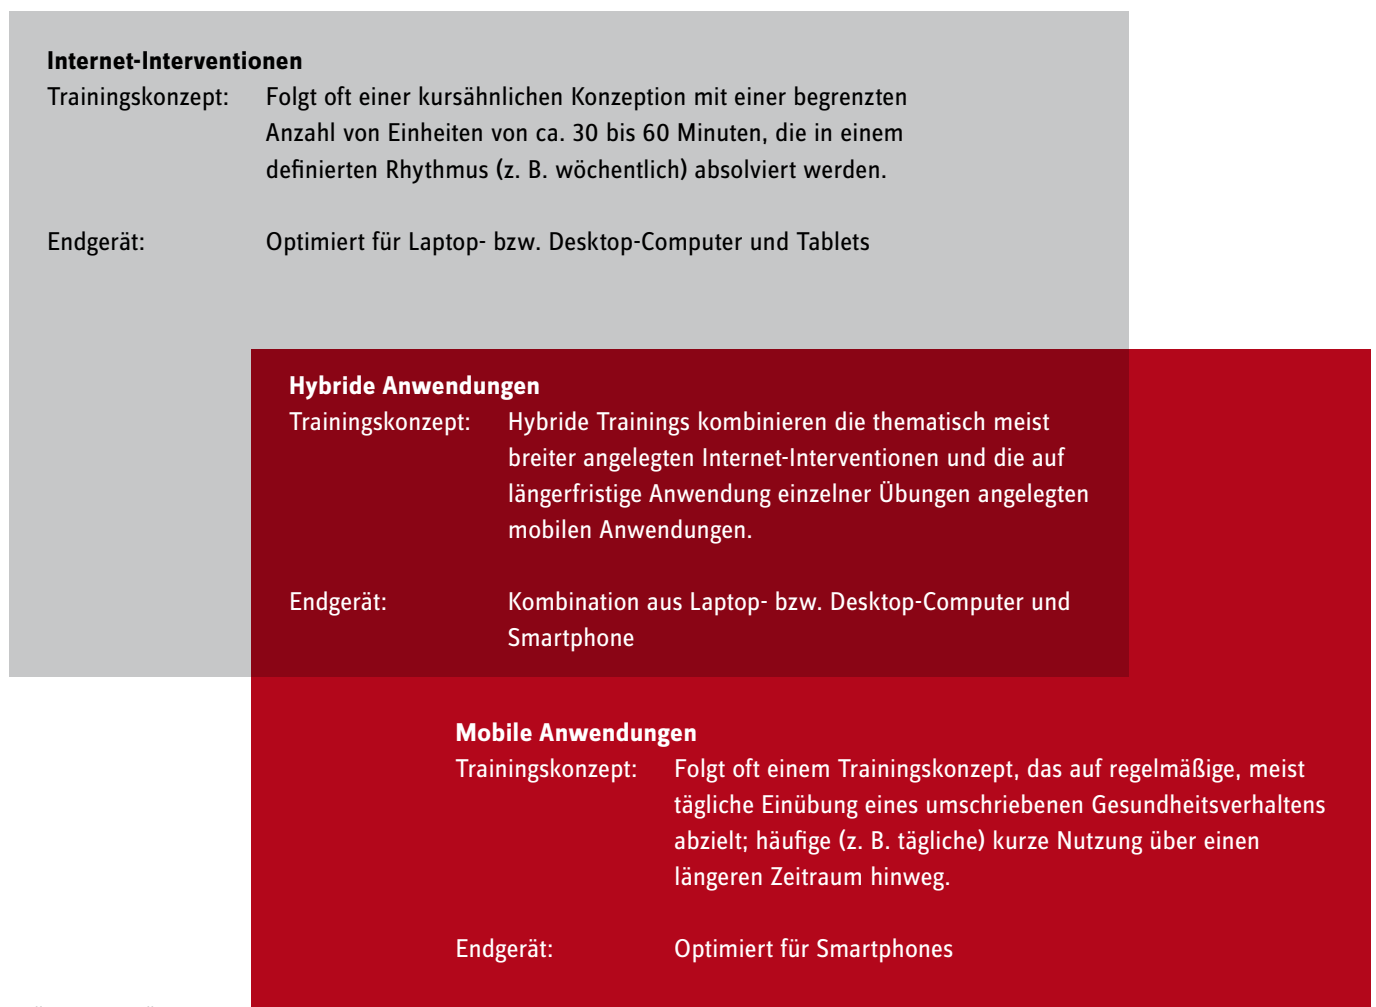 Internet-Interventionen
Trainingskonzept: Folgt oft einer kursähnlichen Konzeption mit einer begrenzten
Anzahl von Einheiten von ca. 30 bis 60 Minuten, die in einem
definierten Rhythmus (z. B. wöchentlich) absolviert werden.
Endgerät: Optimiert für Laptop- bzw. Desktop-Computer und Tablets
Hybride Anwendungen
Trainingskonzept: Hybride Trainings kombinieren die thematisch meist
breiter angelegten Internet-Interventionen und die auf
längerfristige Anwendung einzelner Übungen angelegten
mobilen Anwendungen.
Endgerät: Kombination aus Laptop- bzw. Desktop-Computer und
Smartphone
Mobile Anwendungen
Trainingskonzept: Folgt oft einem Trainingskonzept, das auf regelmäßige, meist
tägliche Einübung eines umschriebenen Gesundheitsverhaltens
abzielt; häufige (z. B. tägliche) kurze Nutzung über einen
längeren Zeitraum hinweg.
Endgerät: Optimiert für Smartphones